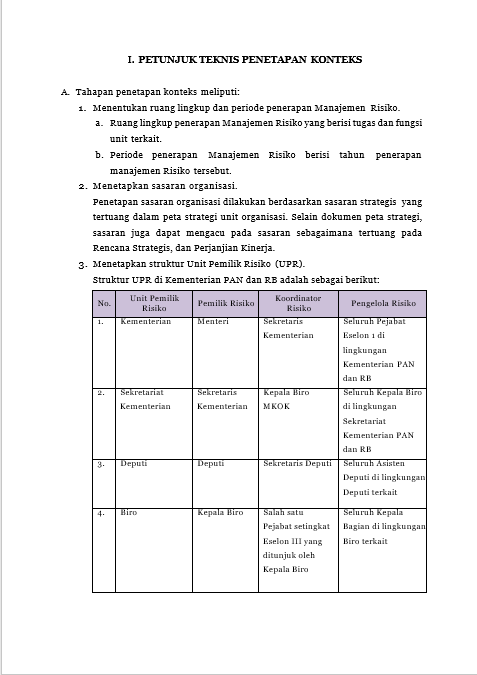 I. PETUNJUK TEKNIS PENETAPAN KONTEKS
A. Tahapan penetapan konteks meliputi:
1. Menentukan ruang lingkup dan periode penerapan Manajemen Risiko.
a. Ruang lingkup penerapan Manajemen Risiko yang berisi tugas dan fungsi
unit terkait.
b. Periode penerapan Manajemen Risiko berisi tahun penerapan
manajemen Risiko tersebut.
2. Menetapkan sasaran organisasi.
Penetapan sasaran organisasi dilakukan berdasarkan sasaran strategis yang
tertuang dalam peta strategi unit organisasi. Selain dokumen peta strategi,
sasaran juga dapat mengacu pada sasaran sebagaimana tertuang pada
Rencana Strategis, dan Perjanjian Kinerja.
3. Menetapkan struktur Unit Pemilik Risiko (UPR).
Struktur UPR di Kementerian PAN dan RB adalah sebagai berikut:
No.
Unit Pemilik
Risiko
Pemilik Risiko
Koordinator
Risiko
Pengelola Risiko
1.
Kementerian
Menteri
Sekretaris
Kementerian
Seluruh Pejabat
Eselon 1 di
lingkungan
Kementerian PAN
dan RB
2.
Sekretariat
Kementerian
Sekretaris
Kementerian
Kepala Biro
MKOK
Seluruh Kepala Biro
di lingkungan
Sekretariat
Kementerian PAN
dan RB
3.
Deputi
Deputi
Sekretaris Deputi
Seluruh Asisten
Deputi di lingkungan
Deputi terkait
4.
Biro
Kepala Biro
Salah satu
Pejabat setingkat
Eselon III yang
ditunjuk oleh
Kepala Biro
Seluruh Kepala
Bagian di lingkungan
Biro terkait